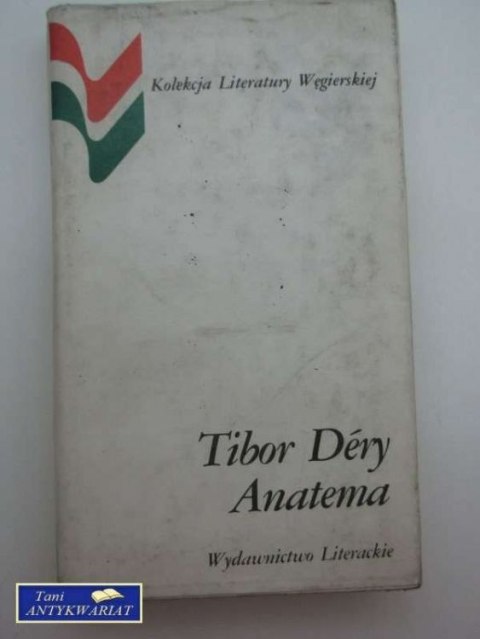 Kolekcja Literatury Węgierskiej
Tibor Déry
Anatema
Wydawnictwo Literackie
Tani
ANTYKWARIAT